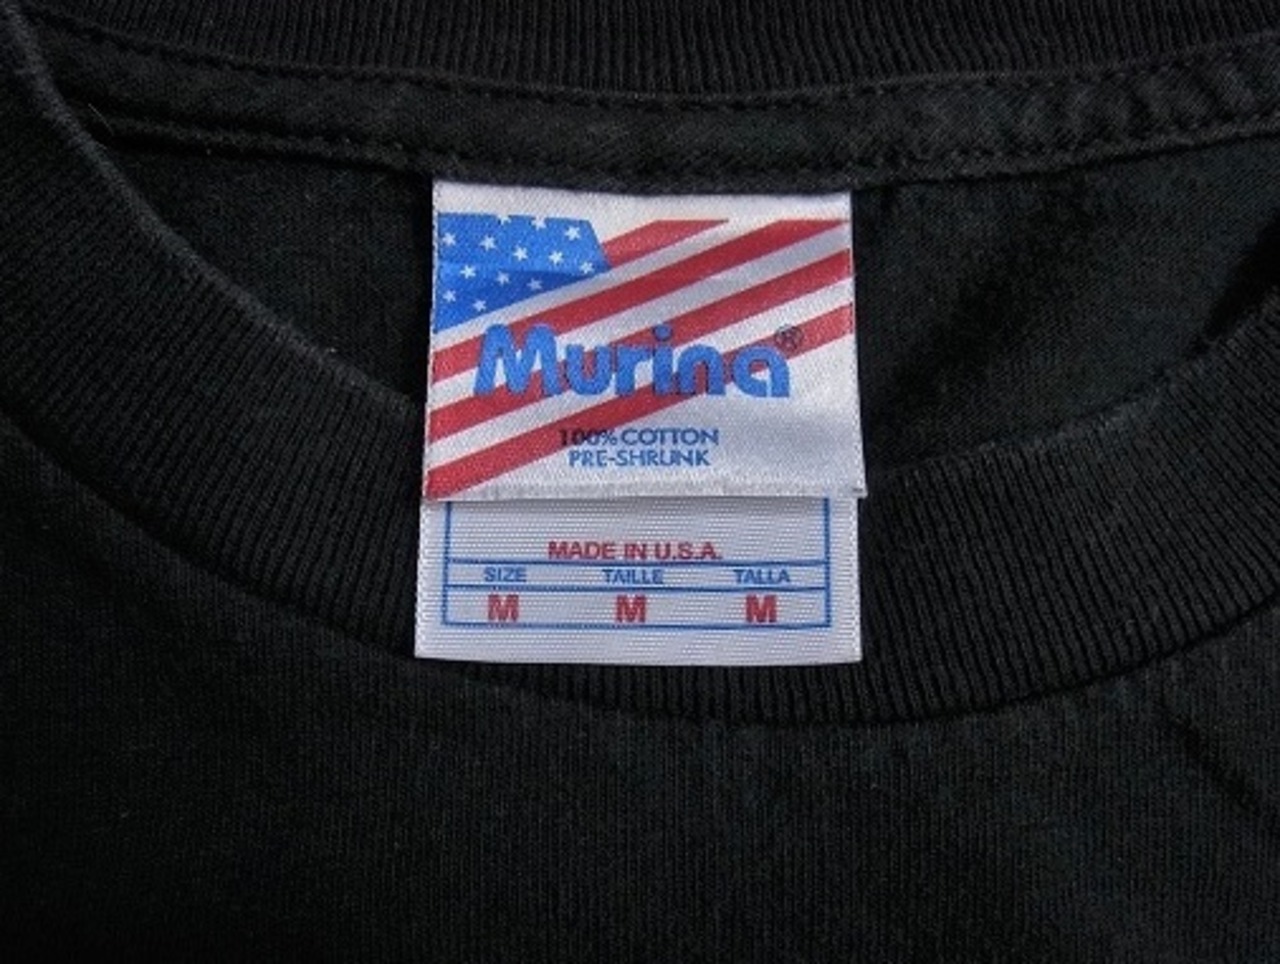 Murina®
100% COTTON
PRE-SHRUNK
MADE IN U.S.A.
SIZE TAILLE TALLA
M M M